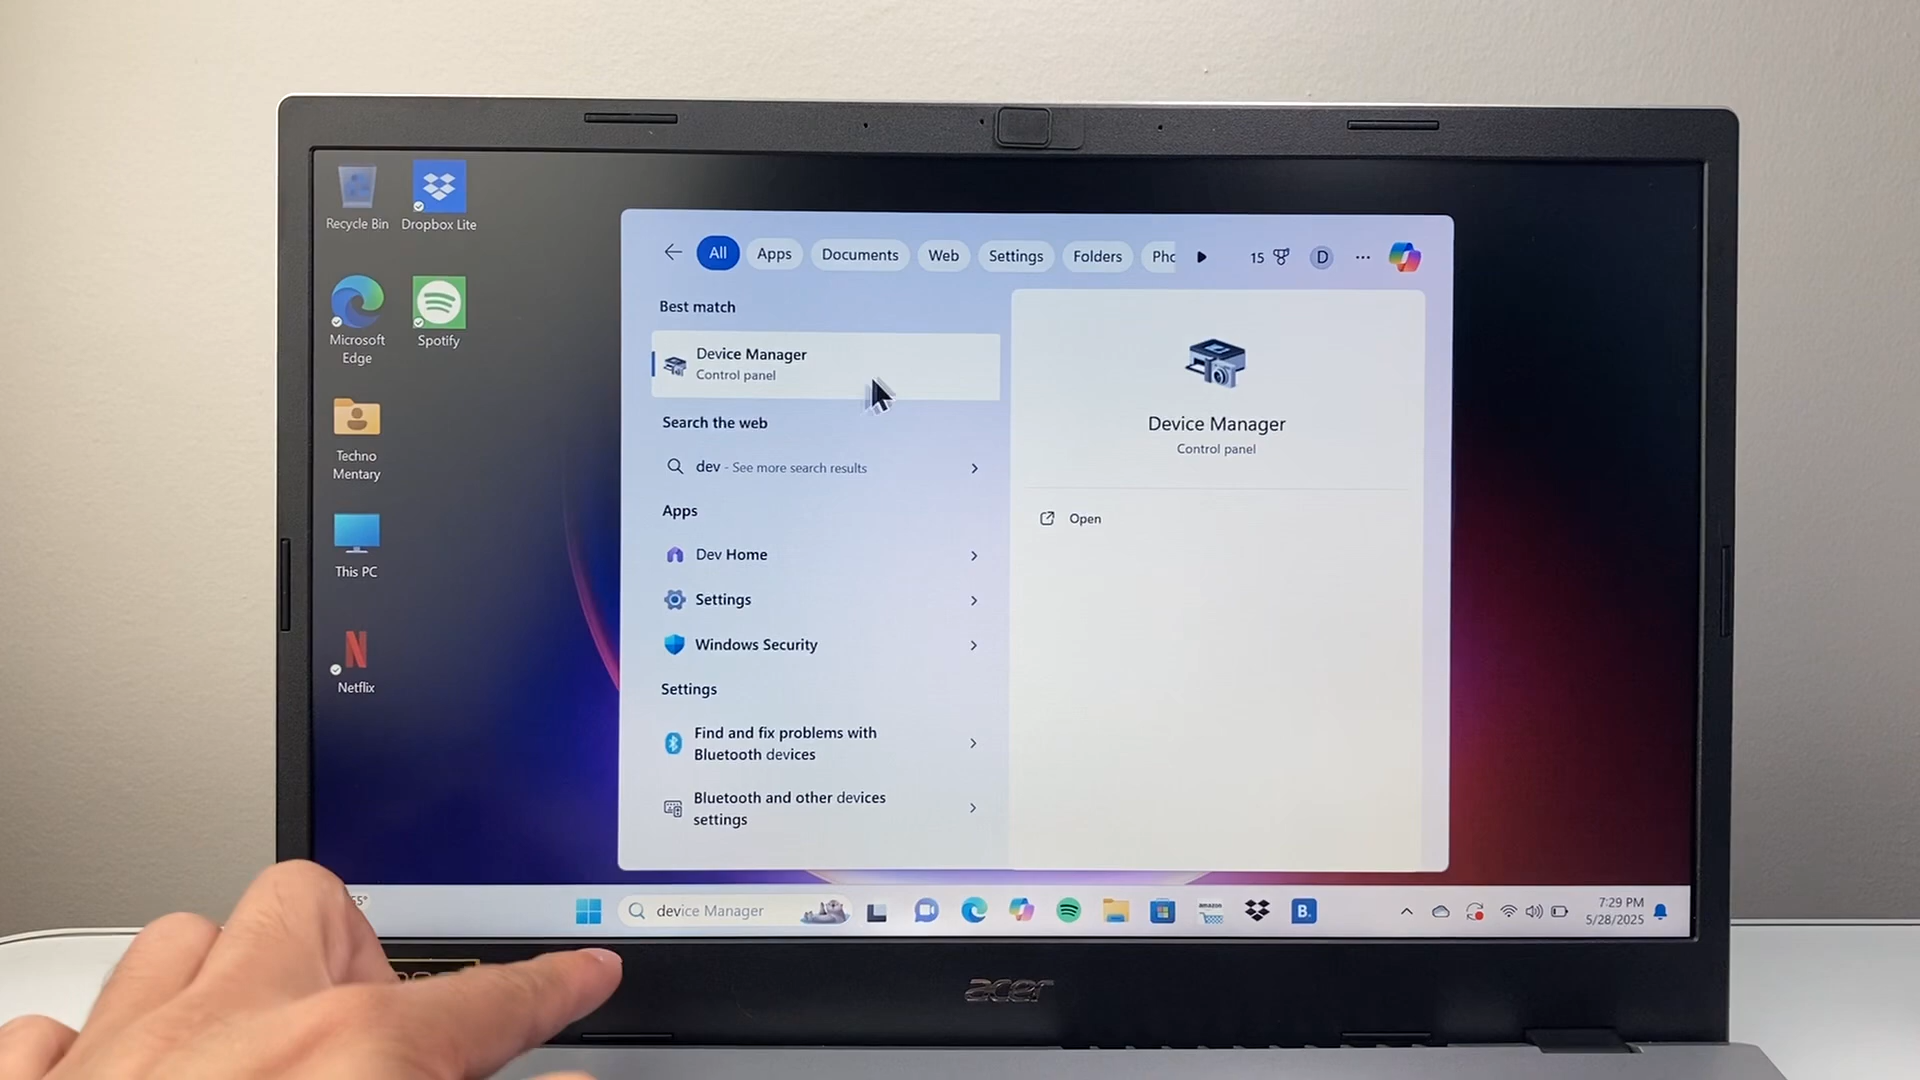 Recycle Bin
Dropbox Lite
Microsoft
Edge
Spotify
Techno
Mentary
This PC
Netflix
All
Apps
Documents
Web
Settings
Folders
Pho
15
D
Best match
Device Manager
Control panel
Search the web
dev - See more search results
Apps
Dev Home
Settings
Windows Security
Settings
Find and fix problems with
Bluetooth devices
Bluetooth and other devices
settings
Device Manager
Control panel
Open
device Manager
amazon
B.
7:29 PM
5/28/2025
acer